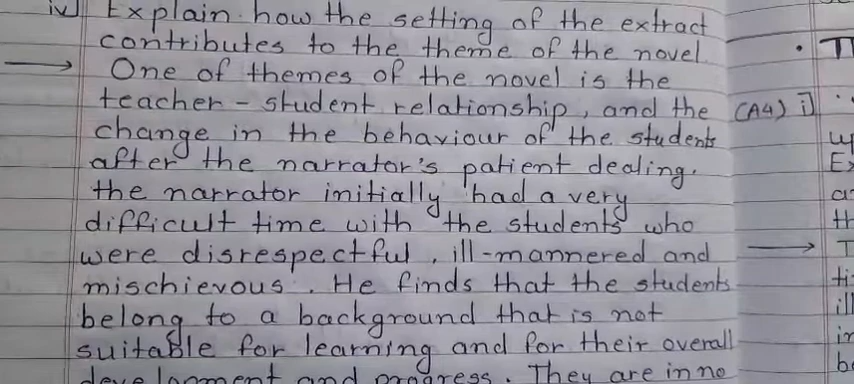 iv] Explain how the setting of the extract
contributes to the theme of the novel
→ One of themes of the novel is the
teacher - student relationship, and the
change in the behaviour of the students
after the narrator's patient dealing.
the narrator initially had a very
difficult time with the students who
were disrespectful, ill-mannered and
mischievous. He finds that the students
belong to a background that is not
suitable for learning and for their overall
development and progress. They are in no
(A4) i]